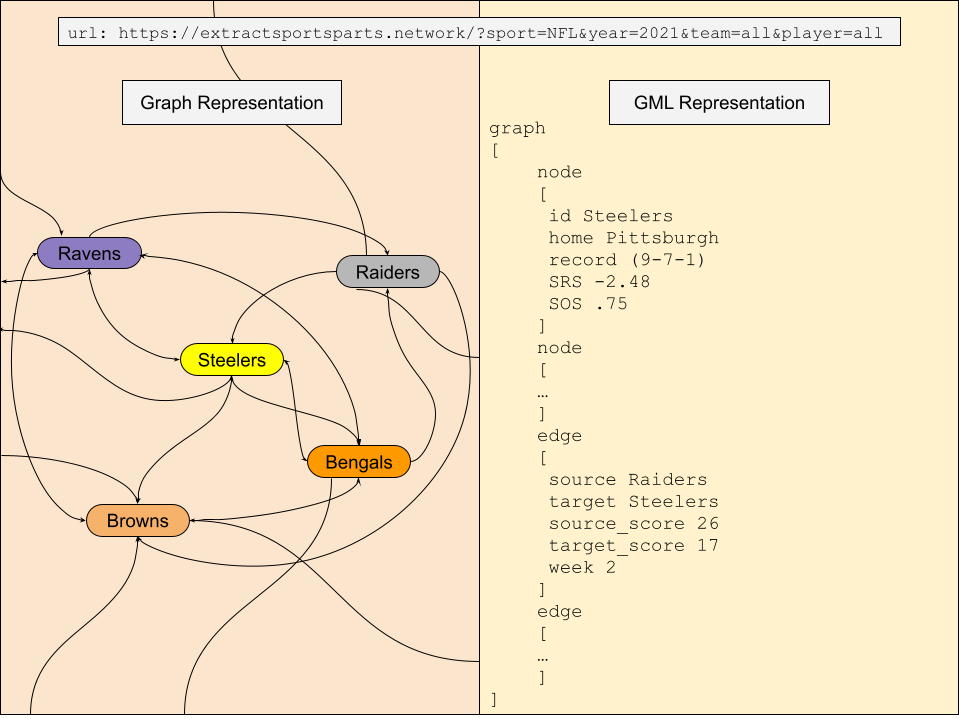 url: https://extractsportsparts.network/?sport=NFL&year=2021&team=all&player=all
Graph Representation
Ravens
Raiders
Steelers
Bengals
Browns
GML Representation
graph
[
node
[
id Steelers
home Pittsburgh
record (9-7-1)
SRS -2.48
SOS .75
]
node
[
…
]
edge
[
source Raiders
target Steelers
source_score 26
target_score 17
week 2
]
edge
[
…
]
]